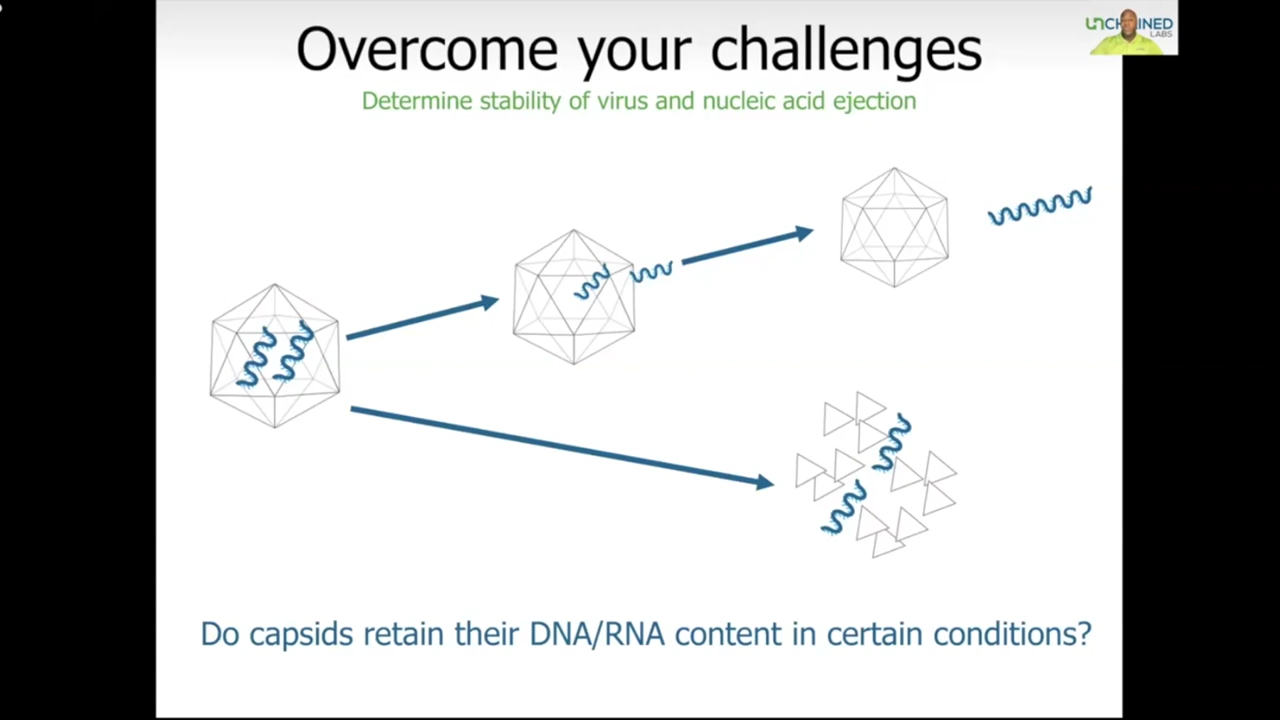 Overcome your challenges
Determine stability of virus and nucleic acid ejection
LABS
Do capsids retain their DNA/RNA content in certain conditions?